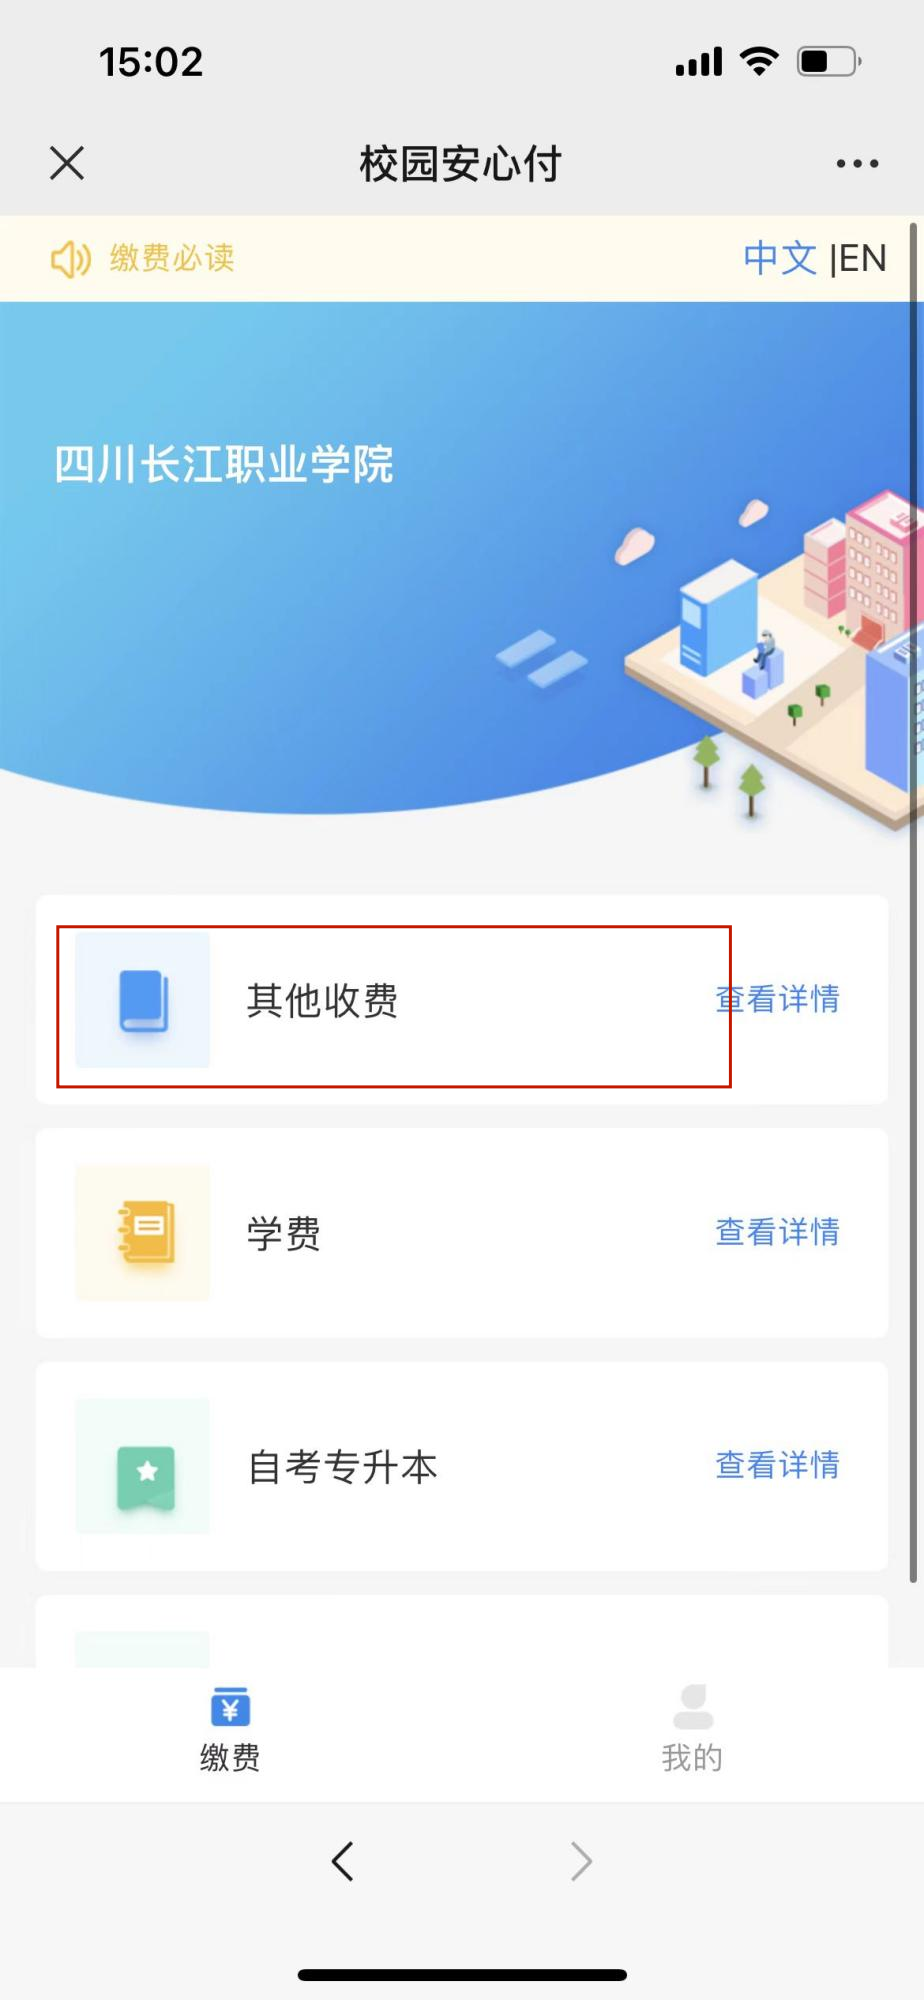 15:02
校园安心付
缴费必读
中文 |EN
四川长江职业学院
其他收费
查看详情
学费
查看详情
自考专升本
查看详情
缴费
我的